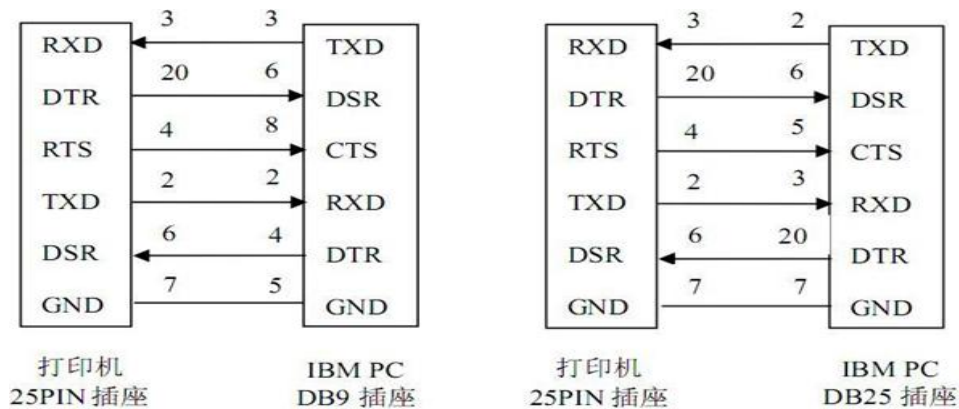 RXD 3 3 TXD
DTR 20 6 DSR
RTS 4 8 CTS
TXD 2 2 RXD
DSR 6 4 DTR
GND 7 5 GND
打印机
25PIN 插座
IBM PC
DB9 插座
RXD 3 2 TXD
DTR 20 6 DSR
RTS 4 5 CTS
TXD 2 3 RXD
DSR 6 20 DTR
GND 7 7 GND
打印机
25PIN 插座
IBM PC
DB25 插座